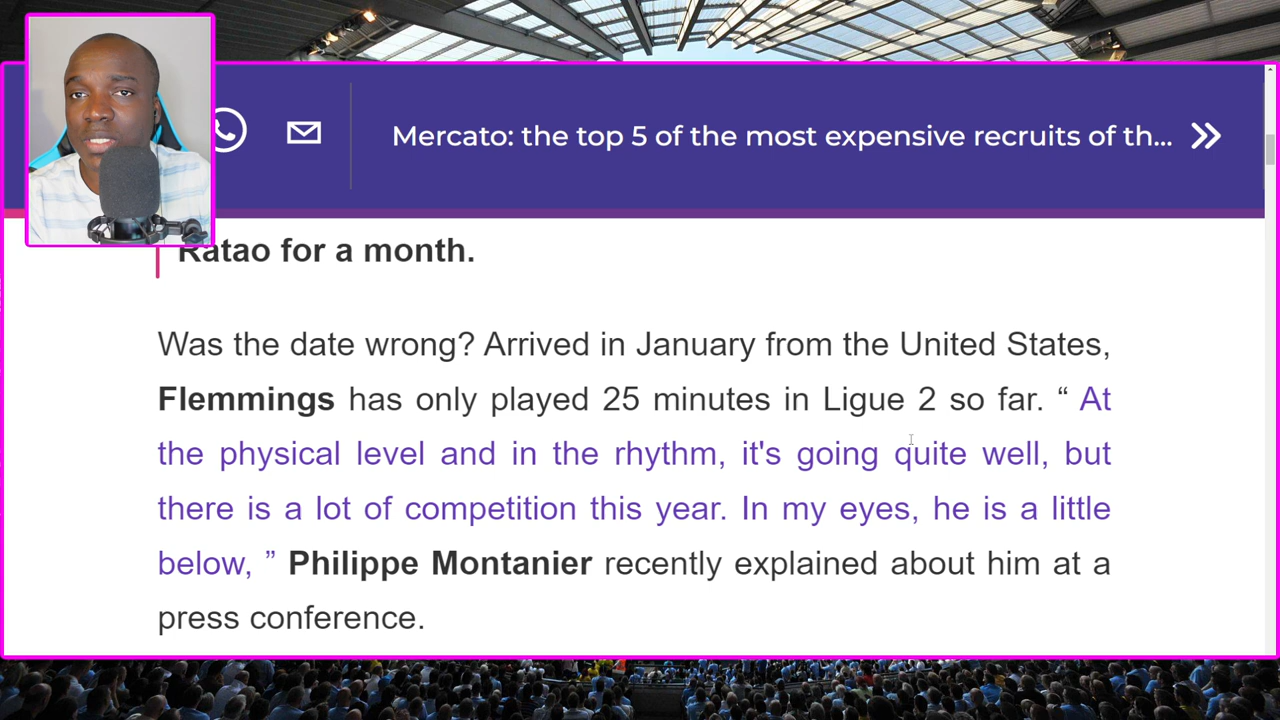 Mercato: the top 5 of the most expensive recruits of th...
Ratao for a month.
Was the date wrong? Arrived in January from the United States,
Flemmings has only played 25 minutes in Ligue 2 so far. “ At
the physical level and in the rhythm, it's going quite well, but
there is a lot of competition this year. In my eyes, he is a little
below, ” Philippe Montanier recently explained about him at a
press conference.